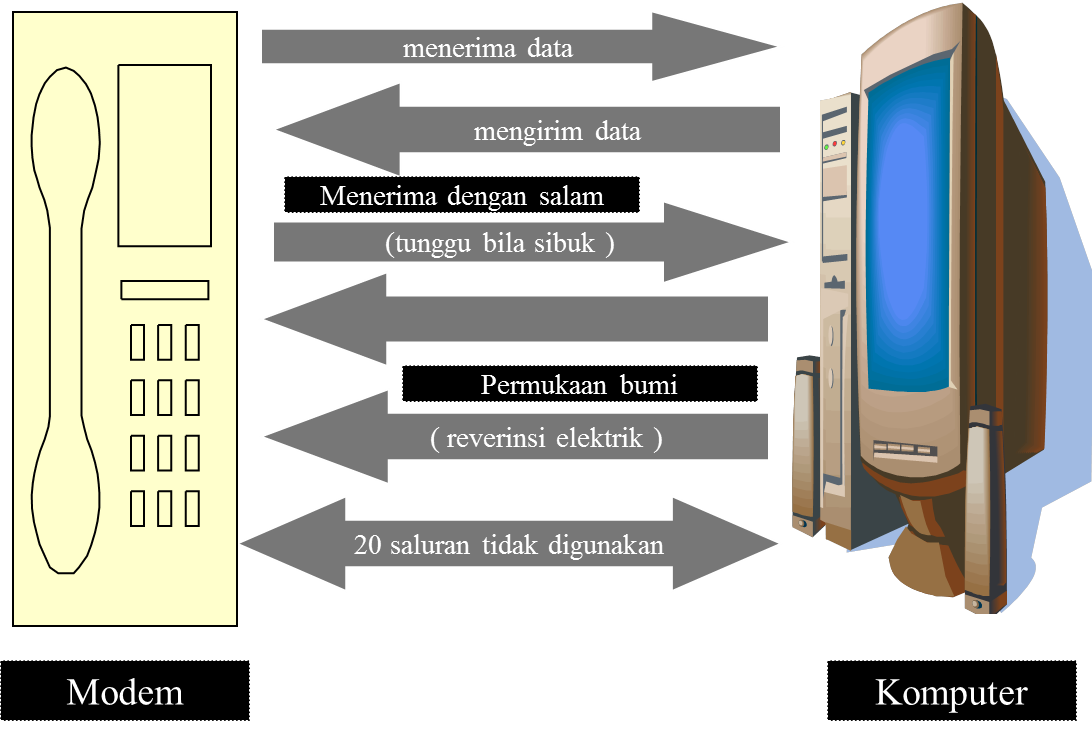 menerima data
mengirim data
Menerima dengan salam
(tunggu bila sibuk )
Permukaan bumi
( reverinsi elektrik )
20 saluran tidak digunakan
Modem
Komputer